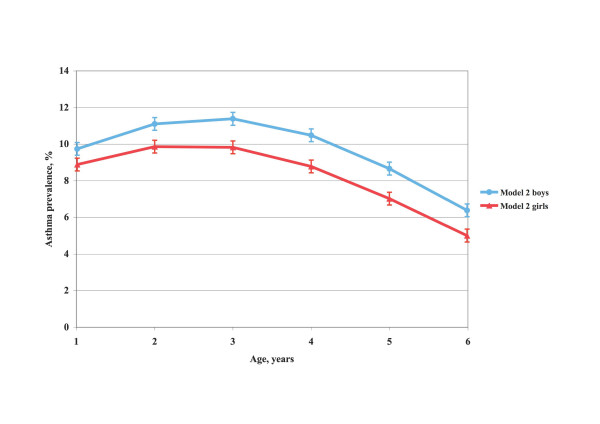 14
12
10
8
6
4
2
0
Asthma prevalence, %
1 2 3 4 5 6
Age, years
Model 2 boys
Model 2 girls